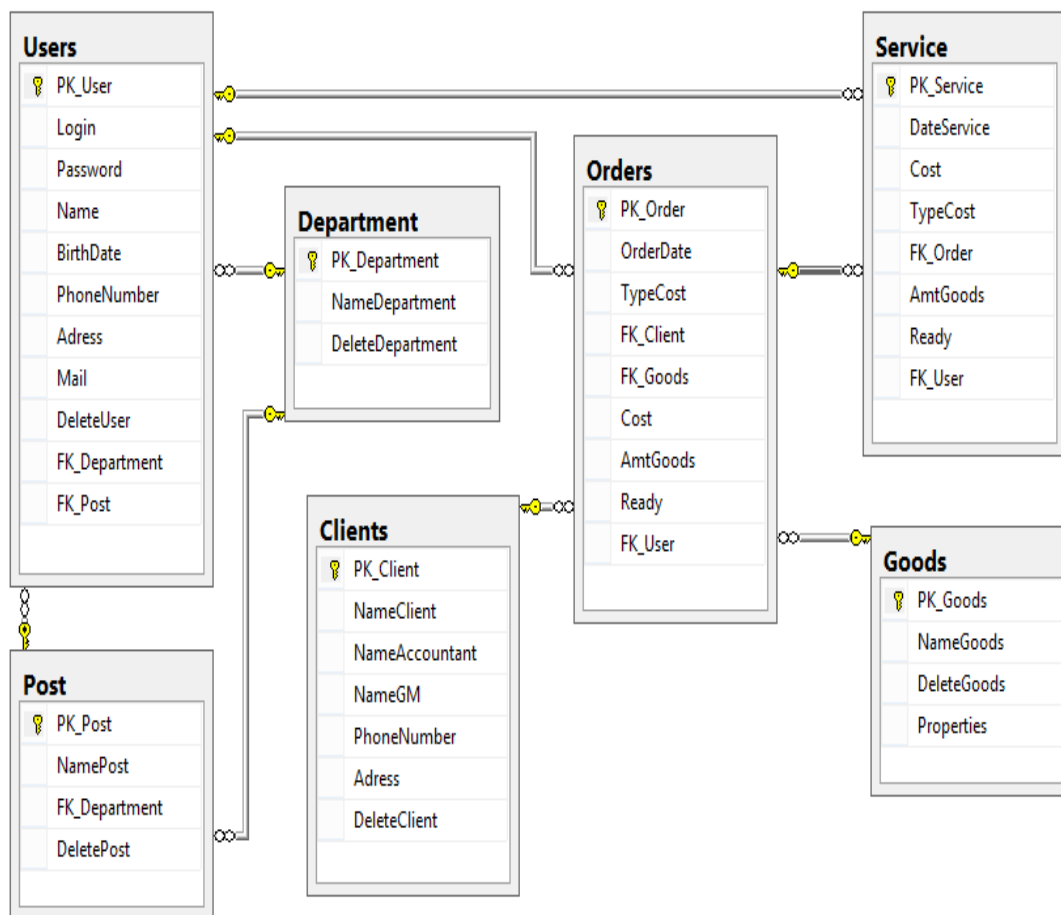 Users
PK_User
Login
Password
Name
BirthDate
PhoneNumber
Adress
Mail
DeleteUser
FK_Department
FK_Post
Department
PK_Department
NameDepartment
DeleteDepartment
Orders
PK_Order
OrderDate
TypeCost
FK_Client
FK_Goods
Cost
AmtGoods
Ready
FK_User
Service
PK_Service
DateService
Cost
TypeCost
FK_Order
AmtGoods
Ready
FK_User
Post
PK_Post
NamePost
FK_Department
DeletePost
Clients
PK_Client
NameClient
NameAccountant
NameGM
PhoneNumber
Adress
DeleteClient
Goods
PK_Goods
NameGoods
DeleteGoods
Properties